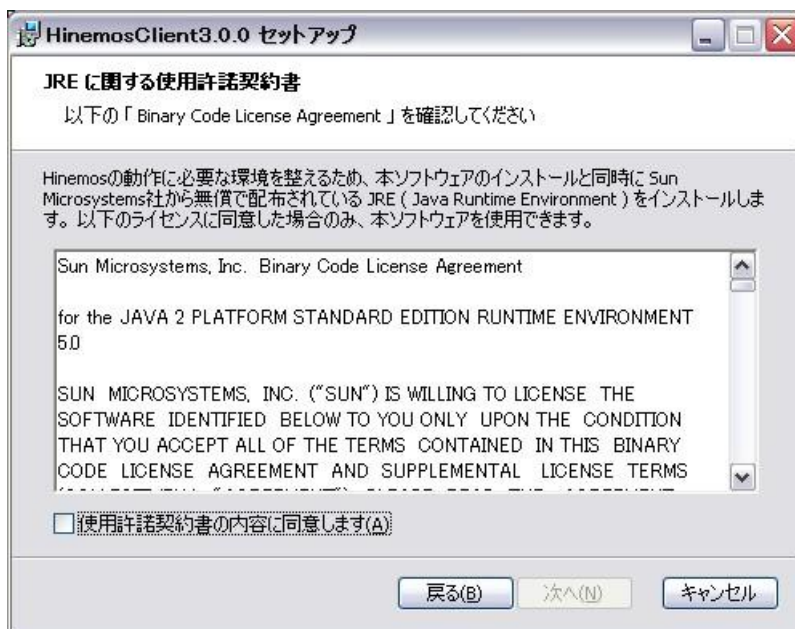 HinemosClient3.0.0 セットアップ
JRE に関する使用許諾契約書
以下の「 Binary Code License Agreement 」を確認してください
Hinemosの動作に必要な環境を整えるため、本ソフトウェアのインストールと同時に Sun
Microsystems社から無償で配布されている JRE ( Java Runtime Environment ) をインストールしま
す。以下のライセンスに同意した場合のみ、本ソフトウェアを使用できます。
Sun Microsystems, Inc. Binary Code License Agreement
for the JAVA 2 PLATFORM STANDARD EDITION RUNTIME ENVIRONMENT
5.0
SUN MICROSYSTEMS, INC. ("SUN") IS WILLING TO LICENSE THE
SOFTWARE IDENTIFIED BELOW TO YOU ONLY UPON THE CONDITION
THAT YOU ACCEPT ALL OF THE TERMS CONTAINED IN THIS BINARY
CODE LICENSE AGREEMENT AND SUPPLEMENTAL LICENSE TERMS
使用許諾契約書の内容に同意します(A)
戻る(B) 次へ(N) キャンセル